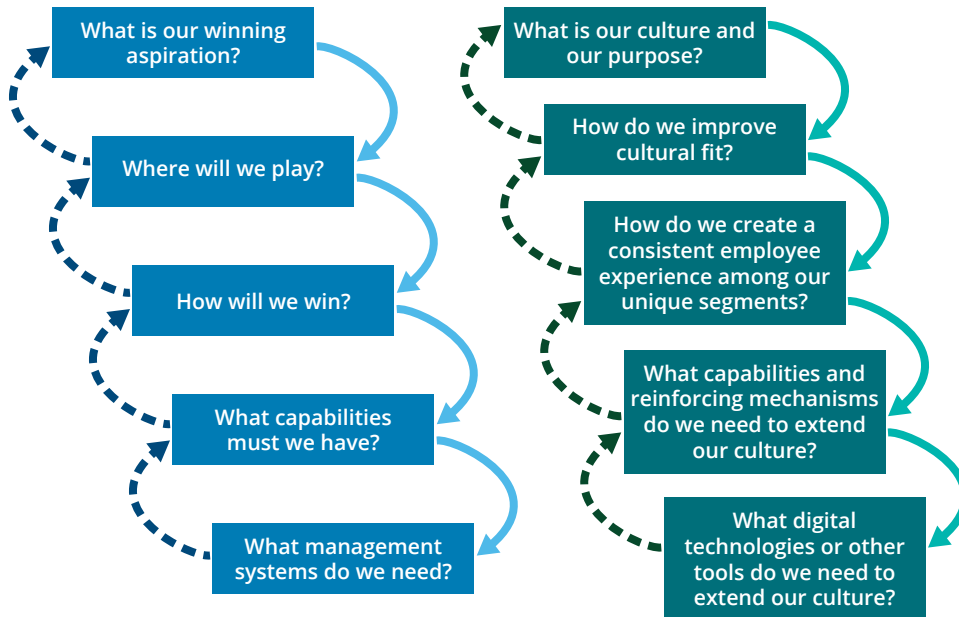 What is our winning
aspiration?
Where will we play?
How will we win?
What capabilities
must we have?
What management
systems do we need?
What is our culture and
our purpose?
How do we improve
cultural fit?
How do we create a
consistent employee
experience among our
unique segments?
What capabilities and
reinforcing mechanisms
do we need to extend
our culture?
What digital
technologies or other
tools do we need to
extend our culture?